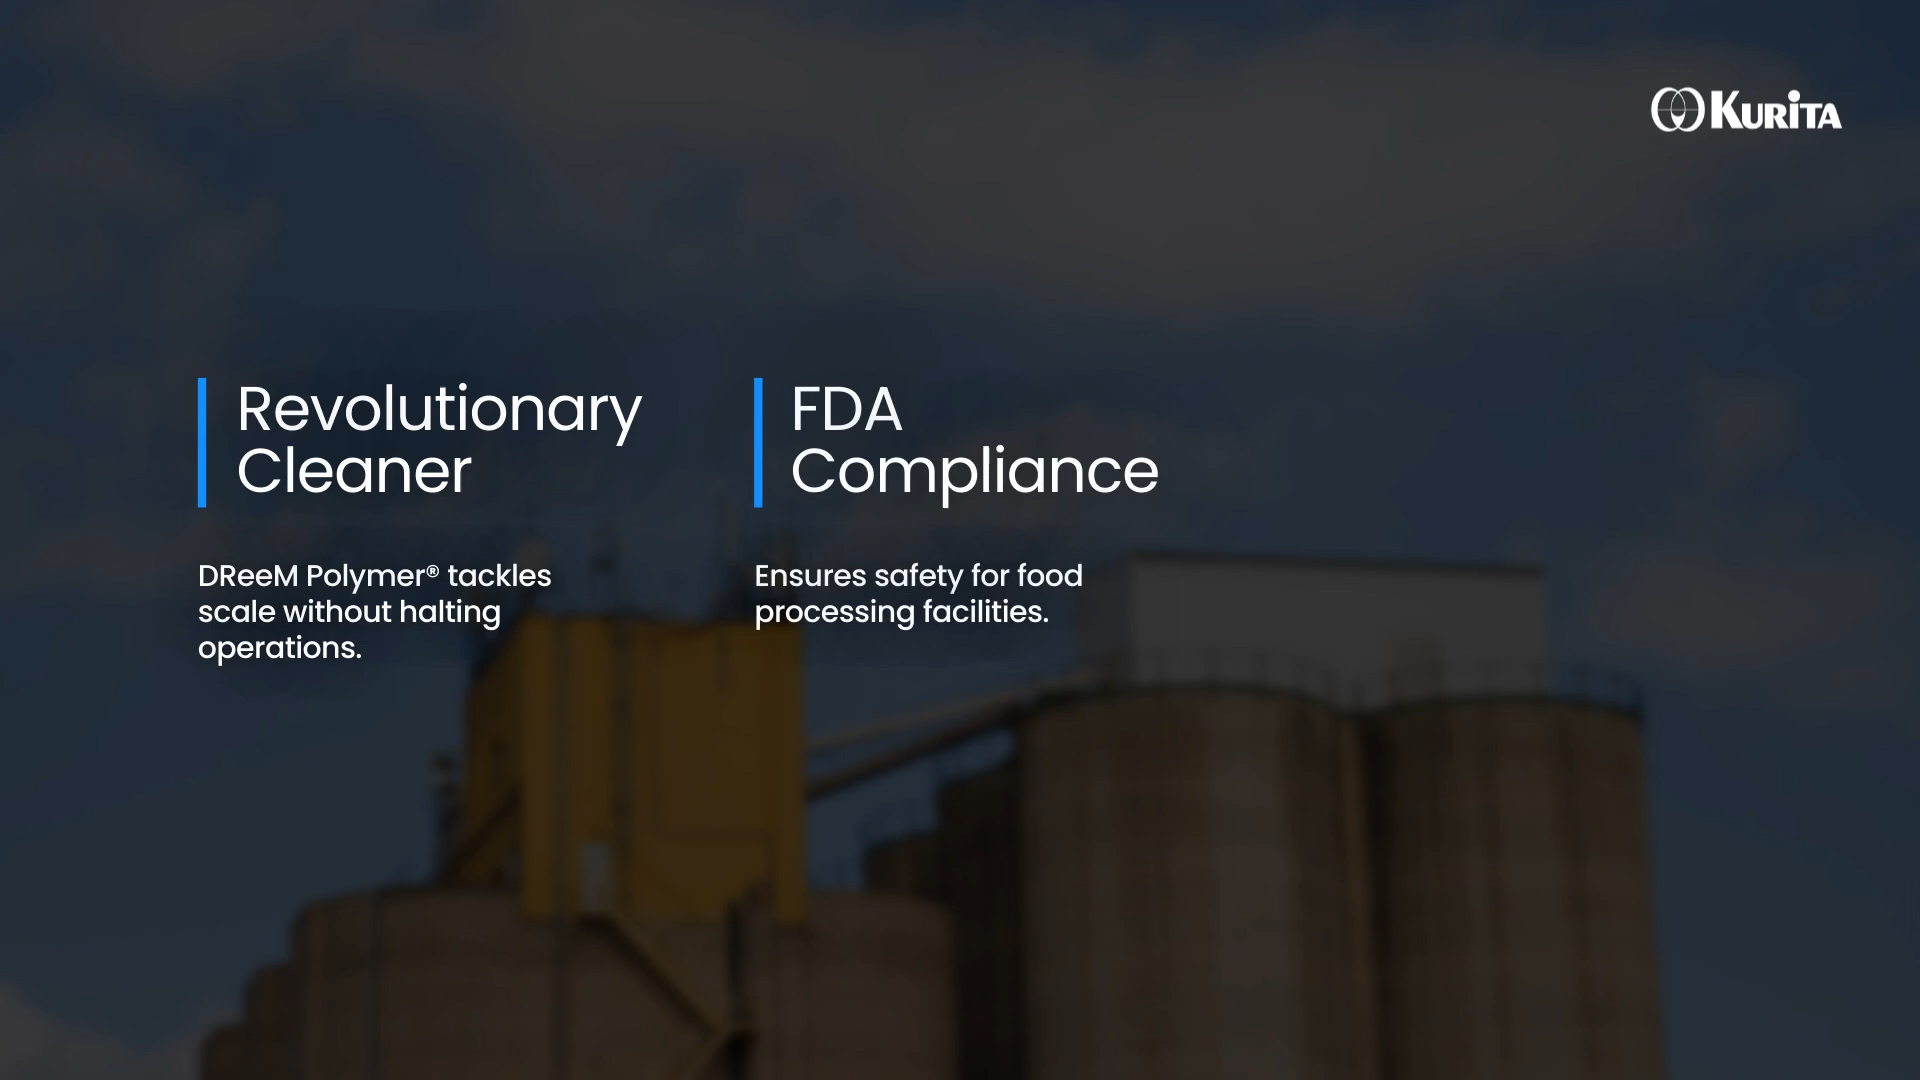 KURITA
Revolutionary
Cleaner
DReeM Polymer® tackles
scale without halting
operations.
FDA
Compliance
Ensures safety for food
processing facilities.